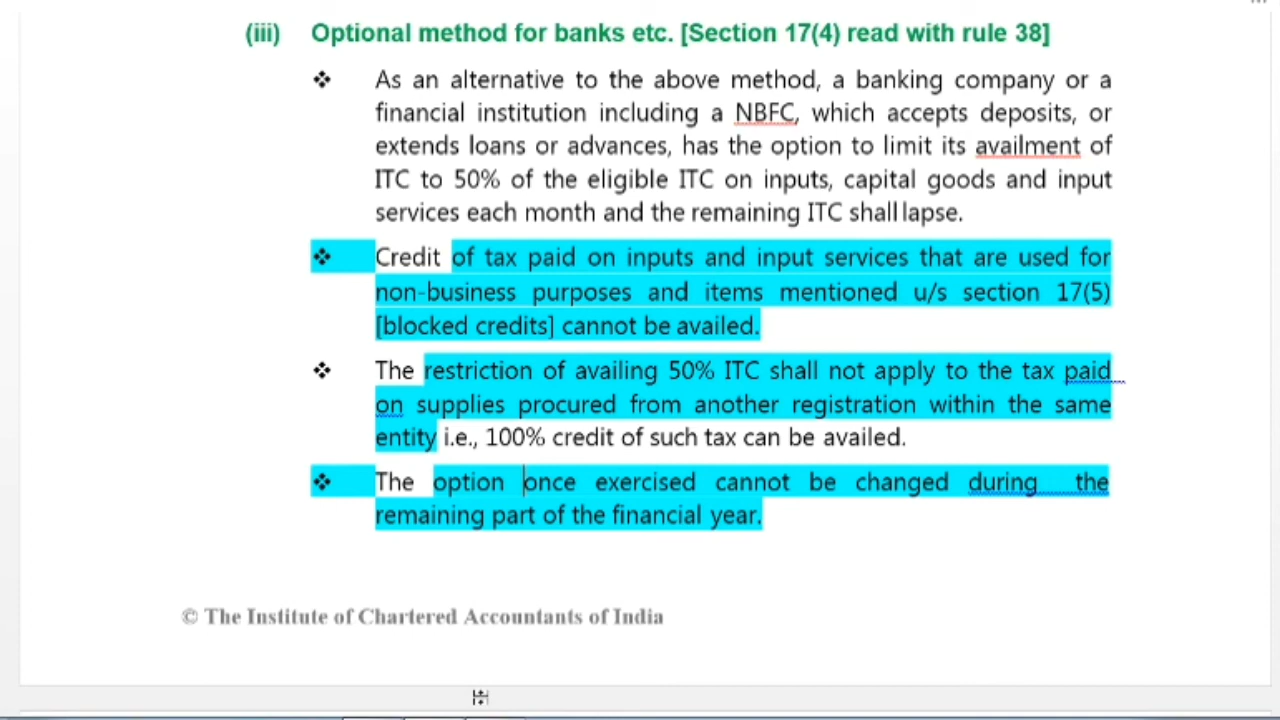 (iii) Optional method for banks etc. [Section 17(4) read with rule 38]
❖ As an alternative to the above method, a banking company or a
financial institution including a NBFC, which accepts deposits, or
extends loans or advances, has the option to limit its availment of
ITC to 50% of the eligible ITC on inputs, capital goods and input
services each month and the remaining ITC shall lapse.
❖ Credit of tax paid on inputs and input services that are used for
non-business purposes and items mentioned u/s section 17(5)
[blocked credits] cannot be availed.
❖ The restriction of availing 50% ITC shall not apply to the tax paid
on supplies procured from another registration within the same
entity i.e., 100% credit of such tax can be availed.
❖ The option once exercised cannot be changed during the
remaining part of the financial year.
© The Institute of Chartered Accountants of India